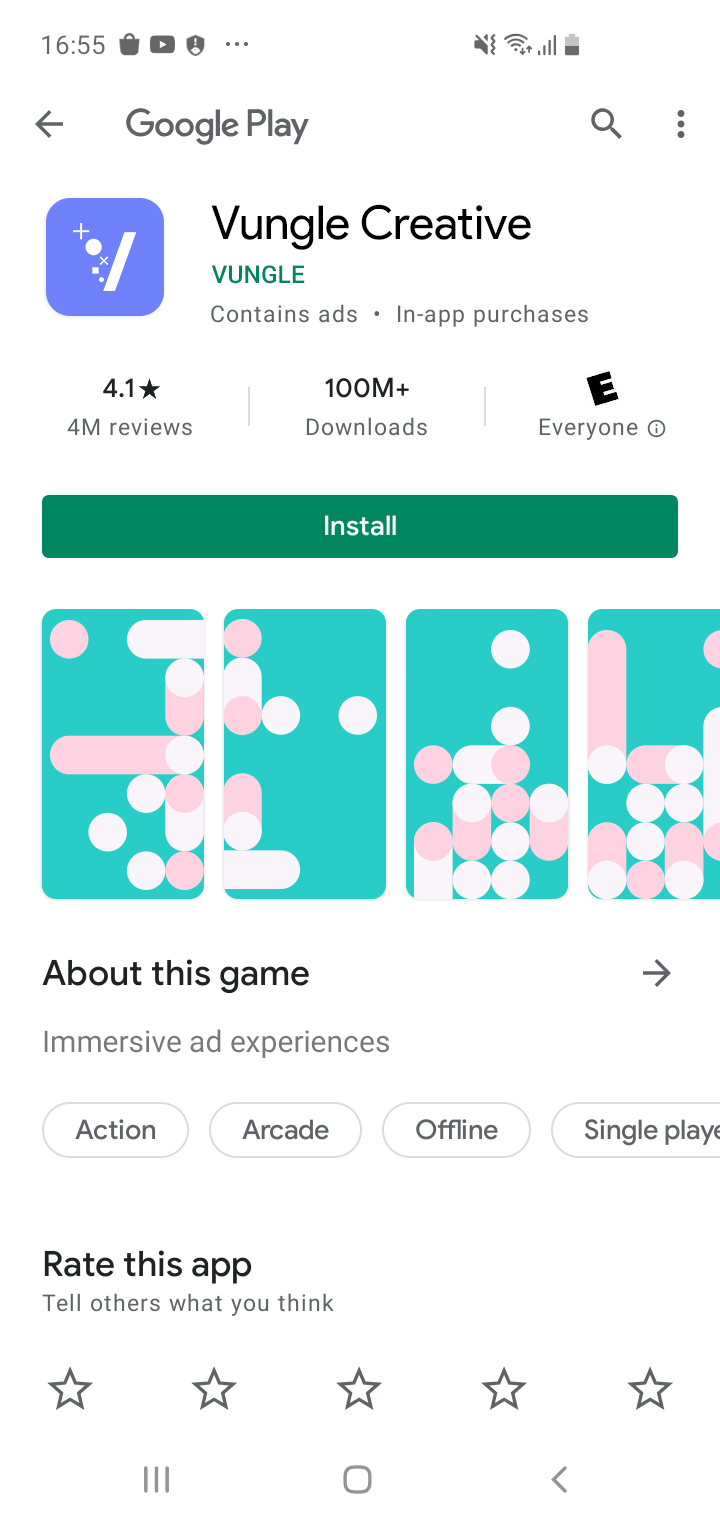 16:55
Google Play
Vungle Creative
VUNGLE
Contains ads • In-app purchases
4.1★
4M reviews
100M+
Downloads
E
Everyone
Install
About this game
Immersive ad experiences
Action
Arcade
Offline
Single playe
Rate this app
Tell others what you think